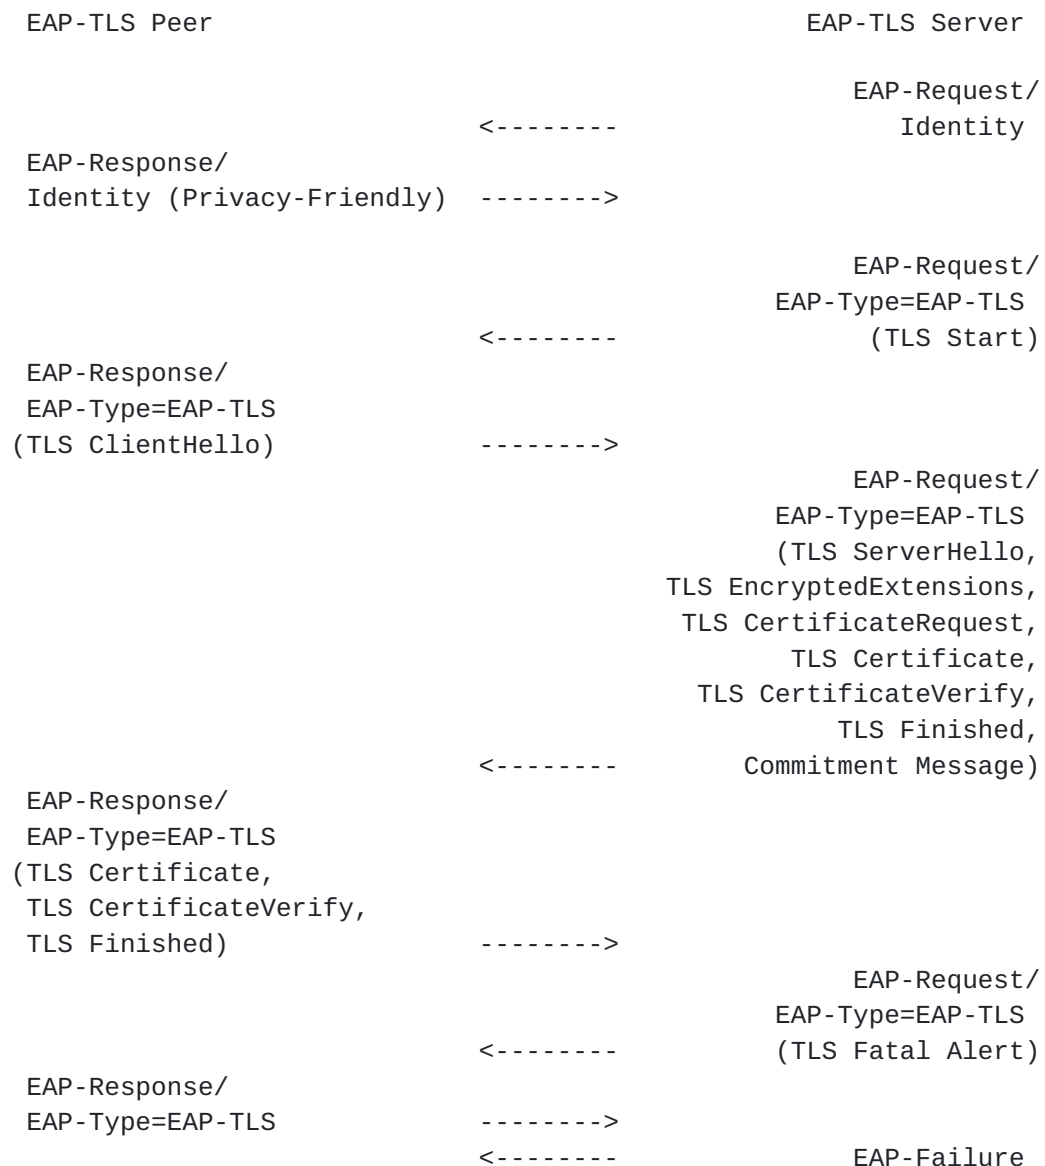 EAP-TLS Peer                                      EAP-TLS Server

                                                     EAP-Request/
                              <--------                  Identity
EAP-Response/
Identity (Privacy-Friendly)  -------->

                                                     EAP-Request/
                                                EAP-Type=EAP-TLS
                              <--------               (TLS Start)
EAP-Response/
EAP-Type=EAP-TLS
(TLS ClientHello)             -------->
                                                     EAP-Request/
                                                EAP-Type=EAP-TLS
                                                (TLS ServerHello,
                                         TLS EncryptedExtensions,
                                          TLS CertificateRequest,
                                                 TLS Certificate,
                                           TLS CertificateVerify,
                                                    TLS Finished,
                              <--------       Commitment Message)
EAP-Response/
EAP-Type=EAP-TLS
(TLS Certificate,
TLS CertificateVerify,
TLS Finished)                -------->
                                                     EAP-Request/
                                                EAP-Type=EAP-TLS
                              <--------         (TLS Fatal Alert)
EAP-Response/
EAP-Type=EAP-TLS             -------->
                              <--------              EAP-Failure